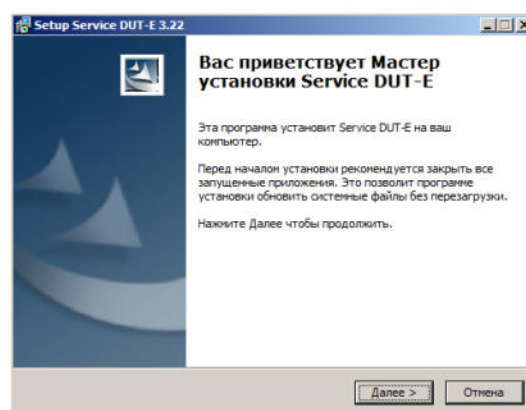 Setup Service DUT-E 3.22
Вас приветствует Мастер
установки Service DUT-E
Эта программа установит Service DUT-E на ваш
компьютер.
Перед началом установки рекомендуется закрыть все
запущенные приложения. Это позволит программе
установки обновить системные файлы без перезагрузки.
Нажмите Далее чтобы продолжить.
Далее >
Отмена